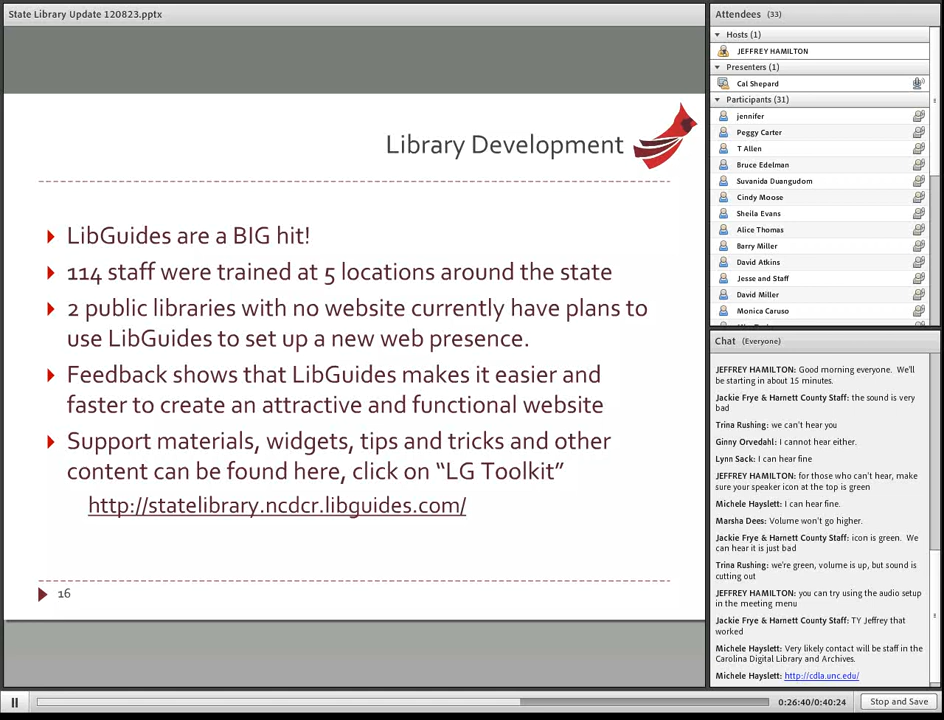 State Library Update 120823.pptx
Library Development
LibGuides are a BIG hit!
114 staff were trained at 5 locations around the state
2 public libraries with no website currently have plans to
use LibGuides to set up a new web presence.
Feedback shows that LibGuides makes it easier and
faster to create an attractive and functional website
Support materials, widgets, tips and tricks and other
content can be found here, click on “LG Toolkit”
http://statelibrary.ncdcr.libguides.com/
16
Attendees (33)
Hosts (1)
JEFFREY HAMILTON
Presenters (1)
Cal Shepard
Participants (31)
jennifer
Peggy Carter
T Allen
Bruce Edelman
Suvanida Duangudom
Cindy Moose
Sheila Evans
Alice Thomas
Barry Miller
David Atkins
Jesse and Staff
David Miller
Monica Caruso
Chat (Everyone)
JEFFREY HAMILTON: Good morning everyone. We'll
be starting in about 15 minutes.
Jackie Frye & Harnett County Staff: the sound is very
bad
Trina Rushing: we can't hear you
Ginny Orvedahl: I cannot hear either.
Lynn Sack: I can hear fine
JEFFREY HAMILTON: for those who can't hear, make
sure your speaker icon at the top is green
Michele Hayslett: I can hear fine.
Marsha Dees: Volume won't go higher.
Jackie Frye & Harnett County Staff: icon is green. We
can hear it is just bad
Trina Rushing: we're green, volume is up, but sound is
cutting out
JEFFREY HAMILTON: you can try using the audio setup
in the meeting menu
Jackie Frye & Harnett County Staff: TY Jeffrey that
worked
Michele Hayslett: Very likely contact will be staff in the
Carolina Digital Library and Archives.
Michele Hayslett: http://cdla.unc.edu/
0:26:40/0:40:24
Stop and Save